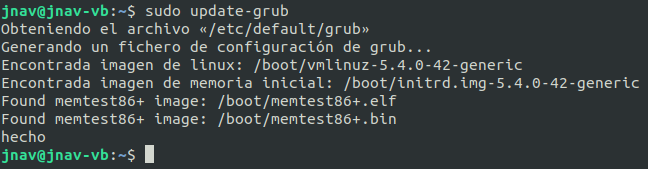 jnav@jnav-vb:~$ sudo update-grub
Obteniendo el archivo «/etc/default/grub»
Generando un fichero de configuración de grub...
Encontrada imagen de linux: /boot/vmlinuz-5.4.0-42-generic
Encontrada imagen de memoria inicial: /boot/initrd.img-5.4.0-42-generic
Found memtest86+ image: /boot/memtest86+.elf
Found memtest86+ image: /boot/memtest86+.bin
hecho
jnav@jnav-vb:~$